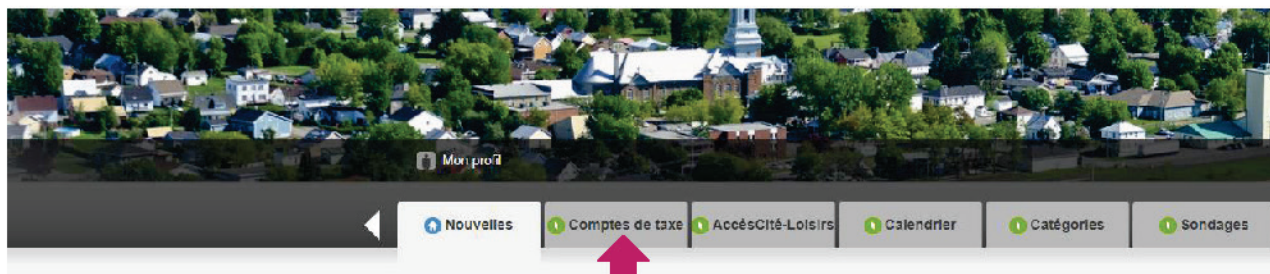 Mon profil
Nouvelles Comptes de taxe AccèsCité-Loisirs Calendrier Catégories Sondages